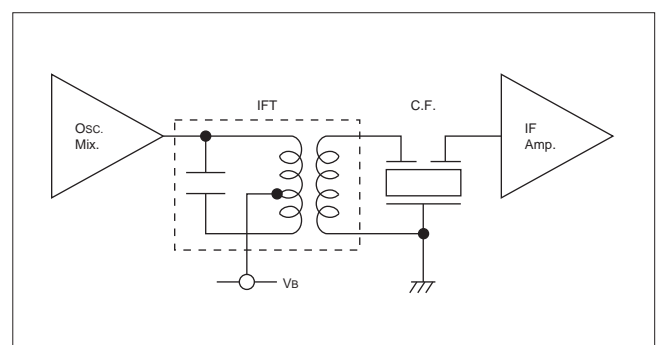 IFT
C.F.
Osc.
Mix.
IF
Amp.
VB